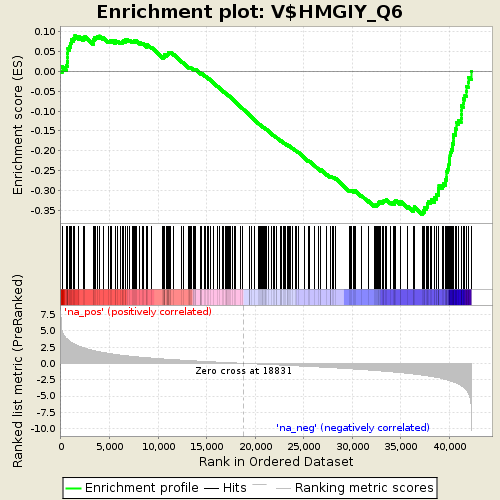 Enrichment plot: V$HMGIY_Q6
Enrichment score (ES)
0.10
0.05
0.00
-0.05
-0.10
-0.15
-0.20
-0.25
-0.30
-0.35
'na_pos' (positively correlated)
Ranked list metric (PreRanked)
7.5
5.0
2.5
0.0
-2.5
-5.0
-7.5
-10.0
Zero cross at 18831
'na_neg' (negatively correlated)
0
5,000
10,000
15,000
20,000
25,000
30,000
35,000
40,000
Rank in Ordered Dataset
Enrichment profile
Hits
Ranking metric scores